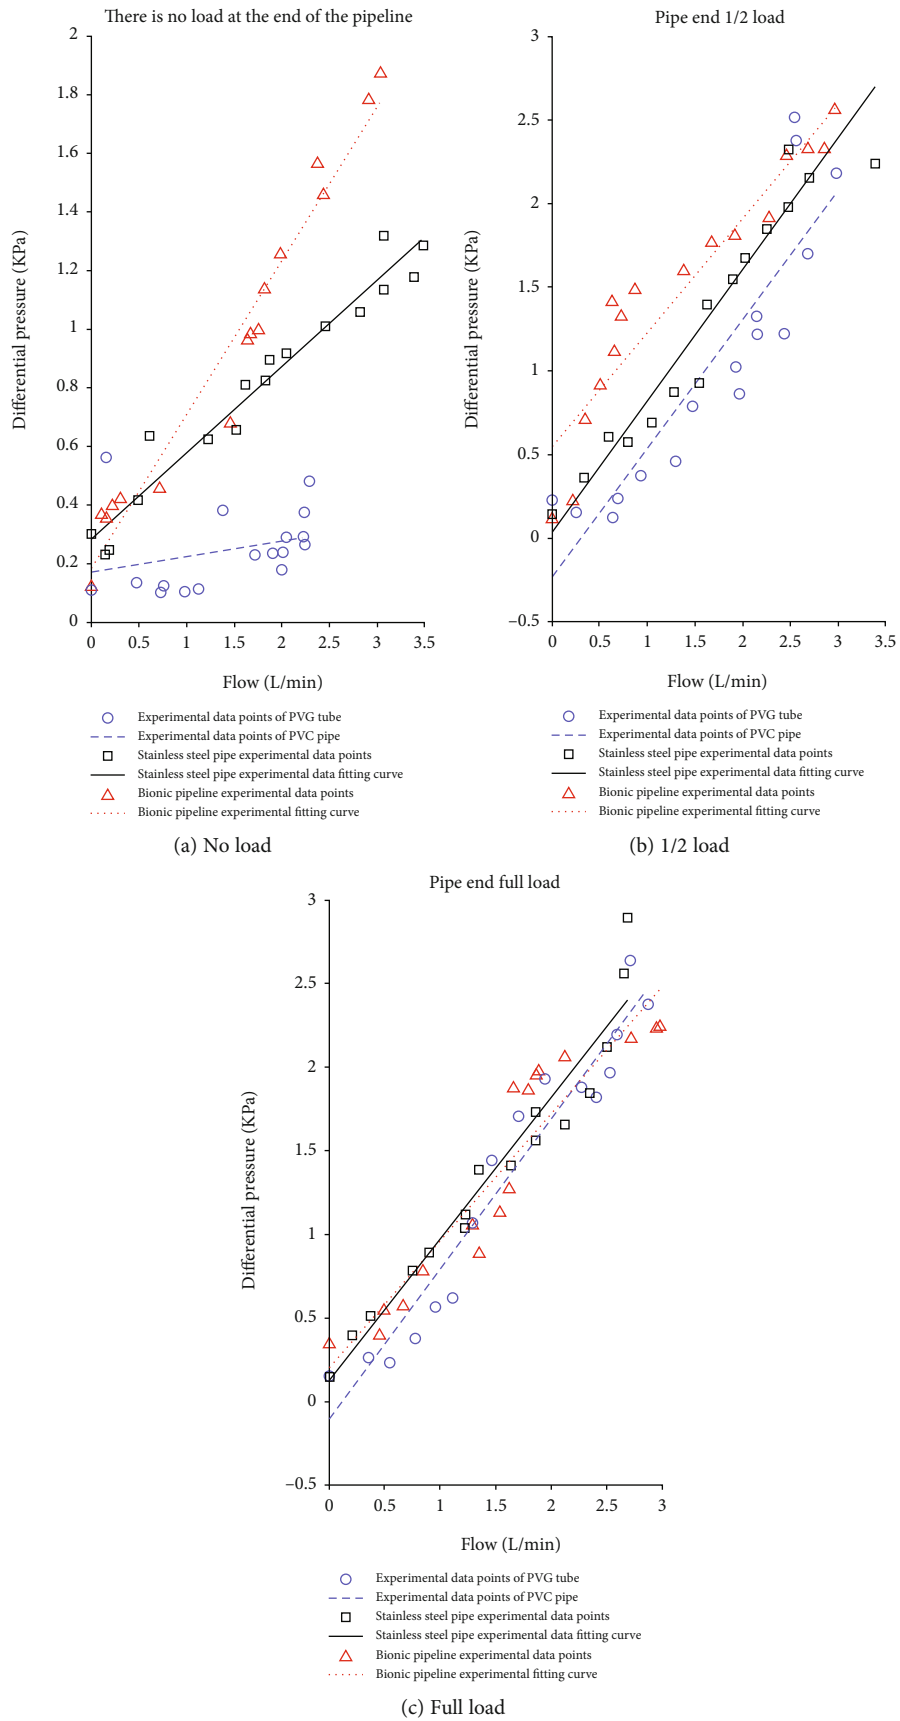 There is no load at the end of the pipeline
2
1.8
1.6
1.4
1.2
1
0.8
0.6
0.4
0.2
0
Differential pressure (KPa)
0 0.5 1 1.5 2 2.5 3 3.5
Flow (L/min)
Experimental data points of PVG tube
Experimental data points of PVC pipe
Stainless steel pipe experimental data points
Stainless steel pipe experimental data fitting curve
Bionic pipeline experimental data points
Bionic pipeline experimental fitting curve
(a) No load
Pipe end 1/2 load
3
2.5
2
1.5
1
0.5
0
−0.5
Differential pressure (KPa)
0 0.5 1 1.5 2 2.5 3 3.5
Flow (L/min)
Experimental data points of PVG tube
Experimental data points of PVC pipe
Stainless steel pipe experimental data points
Stainless steel pipe experimental data fitting curve
Bionic pipeline experimental data points
Bionic pipeline experimental fitting curve
(b) 1/2 load
Pipe end full load
3
2.5
2
1.5
1
0.5
0
−0.5
Differential pressure (KPa)
0 0.5 1 1.5 2 2.5 3
Flow (L/min)
Experimental data points of PVG tube
Experimental data points of PVC pipe
Stainless steel pipe experimental data points
Stainless steel pipe experimental data fitting curve
Bionic pipeline experimental data points
Bionic pipeline experimental fitting curve
(c) Full load